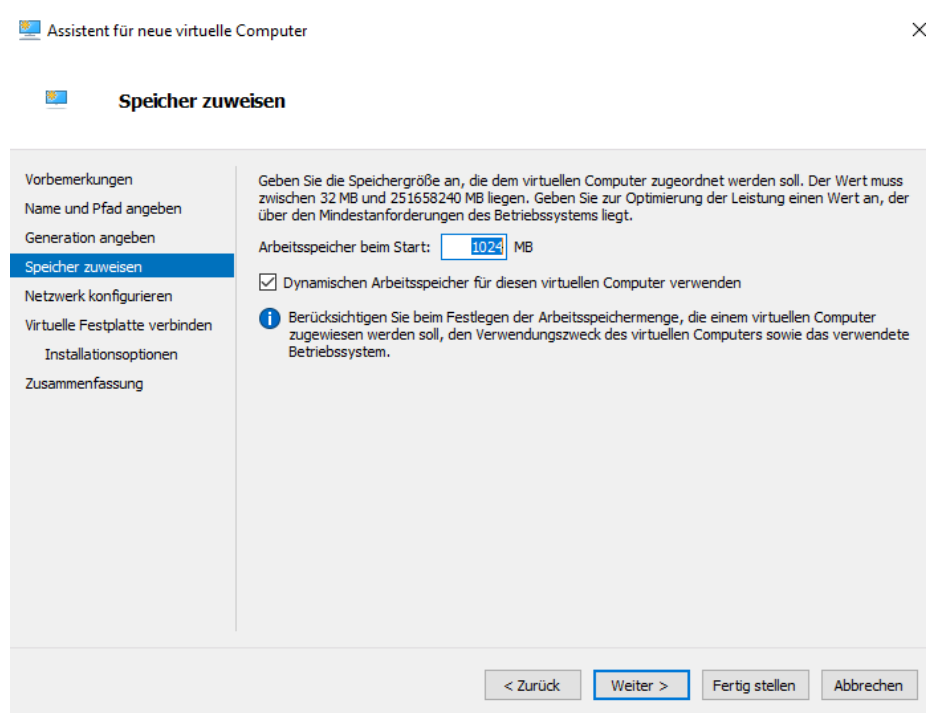 Assistent für neue virtuelle Computer
Speicher zuweisen
Vorbemerkungen
Name und Pfad angeben
Generation angeben
Speicher zuweisen
Netzwerk konfigurieren
Virtuelle Festplatte verbinden
Installationsoptionen
Zusammenfassung
Geben Sie die Speichergröße an, die dem virtuellen Computer zugeordnet werden soll. Der Wert muss
zwischen 32 MB und 251658240 MB liegen. Geben Sie zur Optimierung der Leistung einen Wert an, der
über den Mindestanforderungen des Betriebssystems liegt.
Arbeitsspeicher beim Start: 1024 MB
Dynamischen Arbeitsspeicher für diesen virtuellen Computer verwenden
Berücksichtigen Sie beim Festlegen der Arbeitsspeichermenge, die einem virtuellen Computer
zugewiesen werden soll, den Verwendungszweck des virtuellen Computers sowie das verwendete
Betriebssystem.
< Zurück Weiter > Fertig stellen Abbrechen